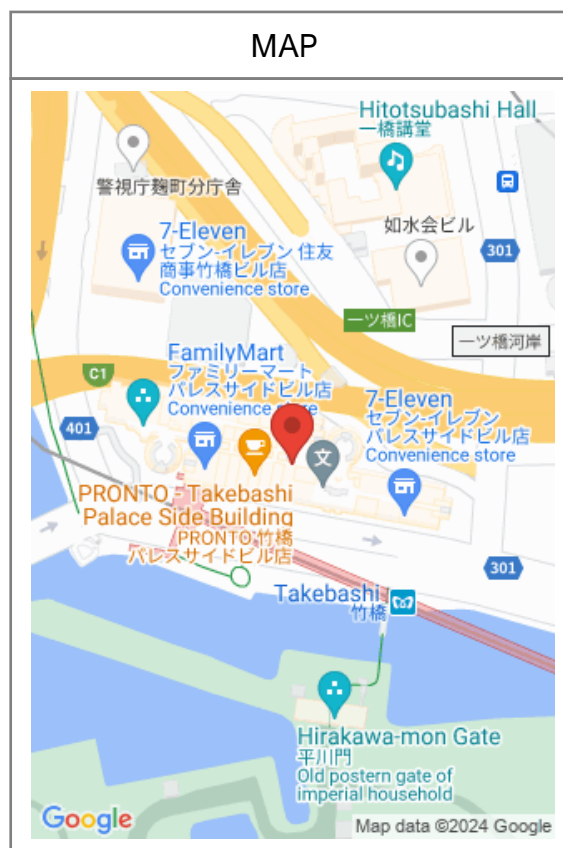 MAP
Hitotsubashi Hall
一橋講堂
警視庁麹町分庁舎
7-Eleven
セブン-イレブン 住友
商事竹橋ビル店
Convenience store
如水会ビル
301
一ツ橋IC
一ツ橋河岸
C1
FamilyMart
ファミリーマート
パレスサイドビル店
Convenience store
7-Eleven
セブン-イレブン
パレスサイドビル店
Convenience store
401
文
PRONTO - Takebashi
Palace Side Building
PRONTO 竹橋
パレスサイドビル店
301
Takebashi
竹橋
Hirakawa-mon Gate
平川門
Old postern gate of
imperial household
Google
Map data ©2024 Google